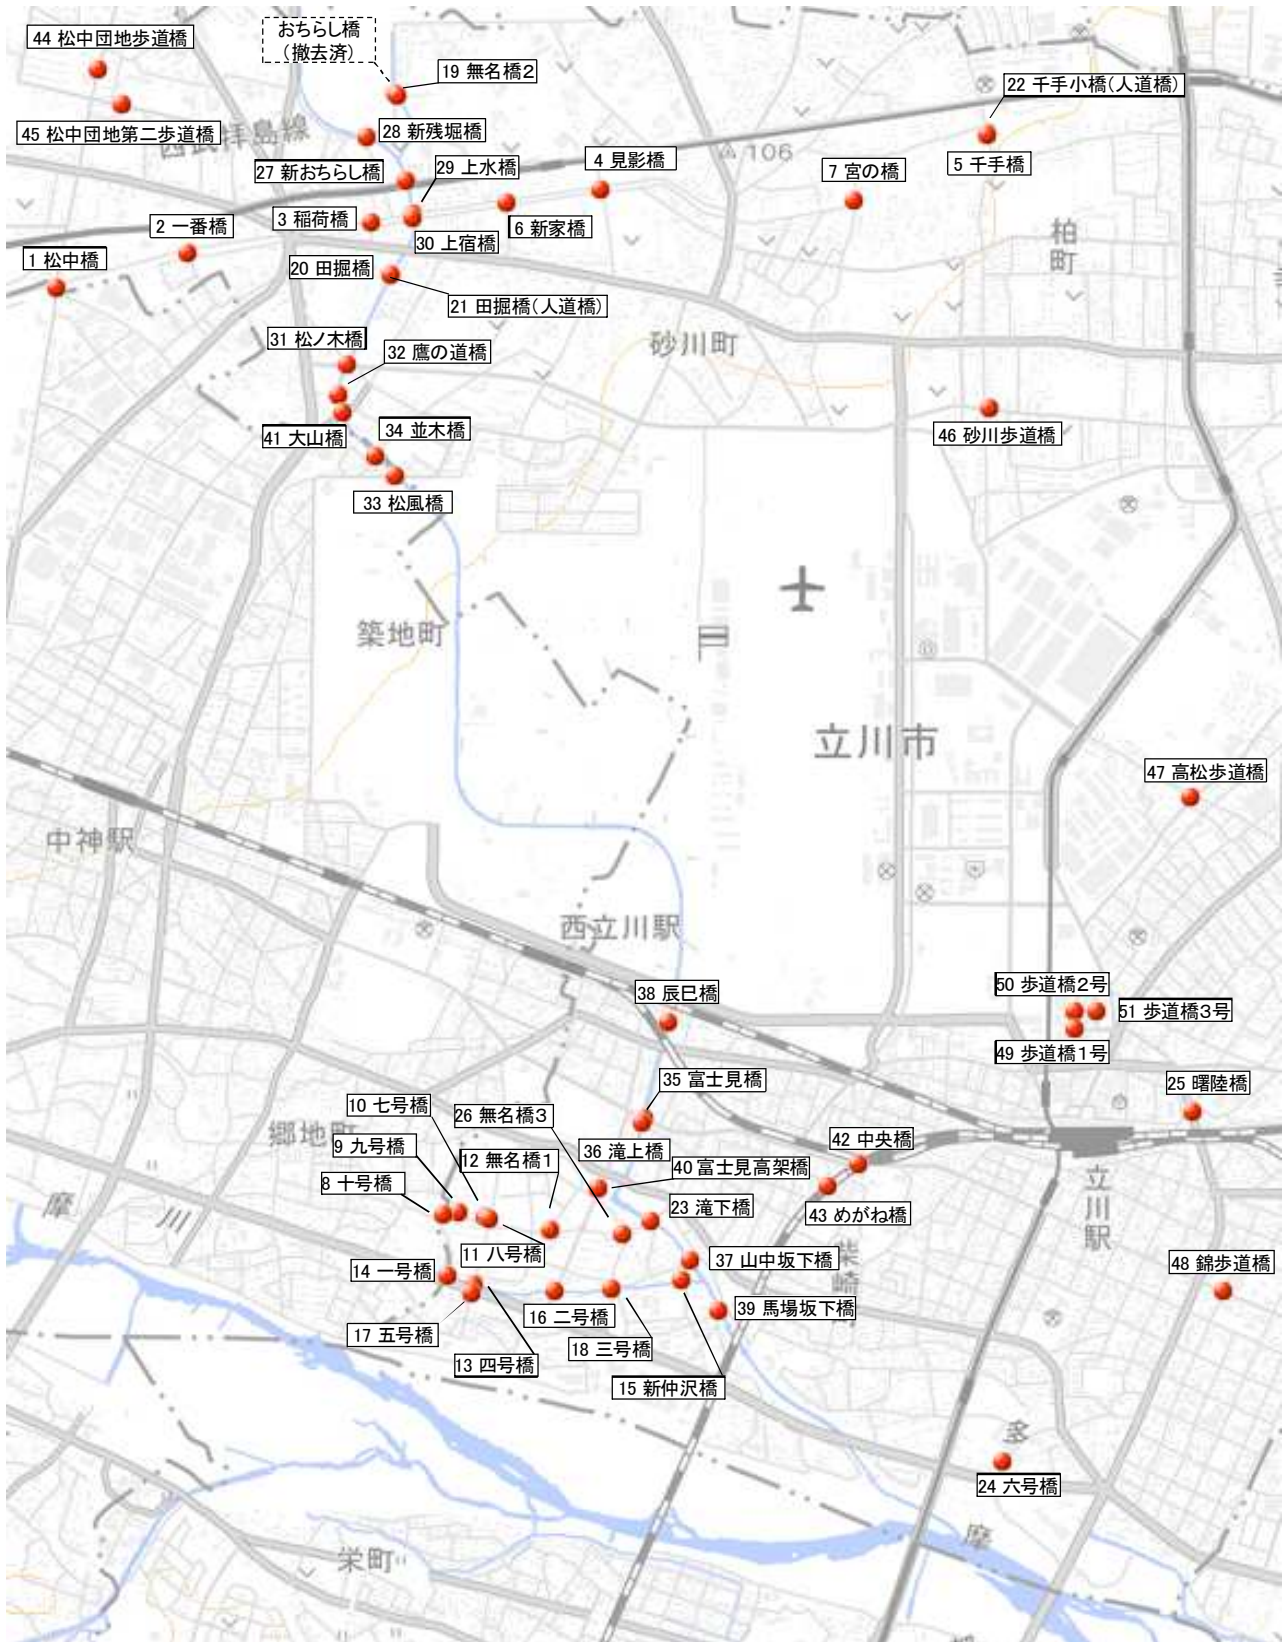 44 松中団地歩道橋
おちらし橋
（撤去済）
19 無名橋2
22 千手小橋(人道橋)
45 松中団地第二歩道橋
西武拝島線
28 新残堀橋
4 見影橋
106
5 千手橋
27 新おちらし橋
29 上水橋
7 宮の橋
2 一番橋
3 稲荷橋
30 上宿橋
6 新家橋
柏町
1 松中橋
20 田掘橋
21 田掘橋(人道橋)
31 松ノ木橋
32 鷹の道橋
砂川町
41 大山橋
34 並木橋
46 砂川歩道橋
33 松風橋
築地町
立川市
47 高松歩道橋
中神駅
西立川駅
38 辰巳橋
50 歩道橋2号
51 歩道橋3号
49 歩道橋1号
35 富士見橋
25 曙陸橋
10 七号橋
26 無名橋3
郷地町
9 九号橋
12 無名橋1
36 滝上橋
42 中央橋
40 富士見高架橋
8 十号橋
23 滝下橋
43 めがね橋
立川駅
摩
川
11 八号橋
37 山中坂下橋
柴崎
14 一号橋
48 錦歩道橋
16 二号橋
39 馬場坂下橋
17 五号橋
18 三号橋
13 四号橋
15 新仲沢橋
多
24 六号橋
摩
栄町